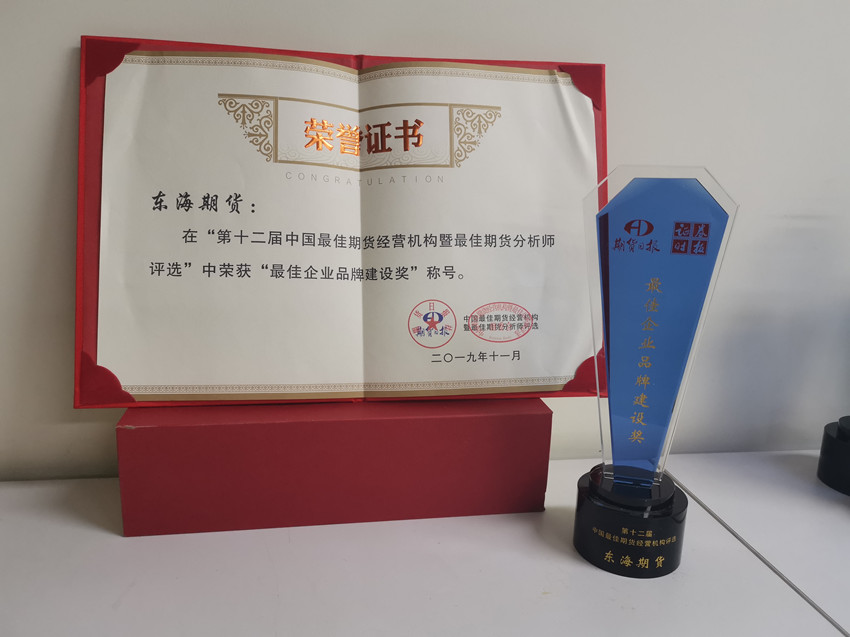 荣誉证书
CONGRATULATION
东海期货：
在“第十二届中国最佳期货经营机构暨最佳期货分析师
评选”中荣获“最佳企业品牌建设奖”称号。
期货日报
中国最佳期货经营机构
暨最佳期货分析师评选
二〇一九年十一月
期货日报
证券
时报
最佳企业品牌建设奖
第十二届
中国最佳期货经营机构评选
东海期货